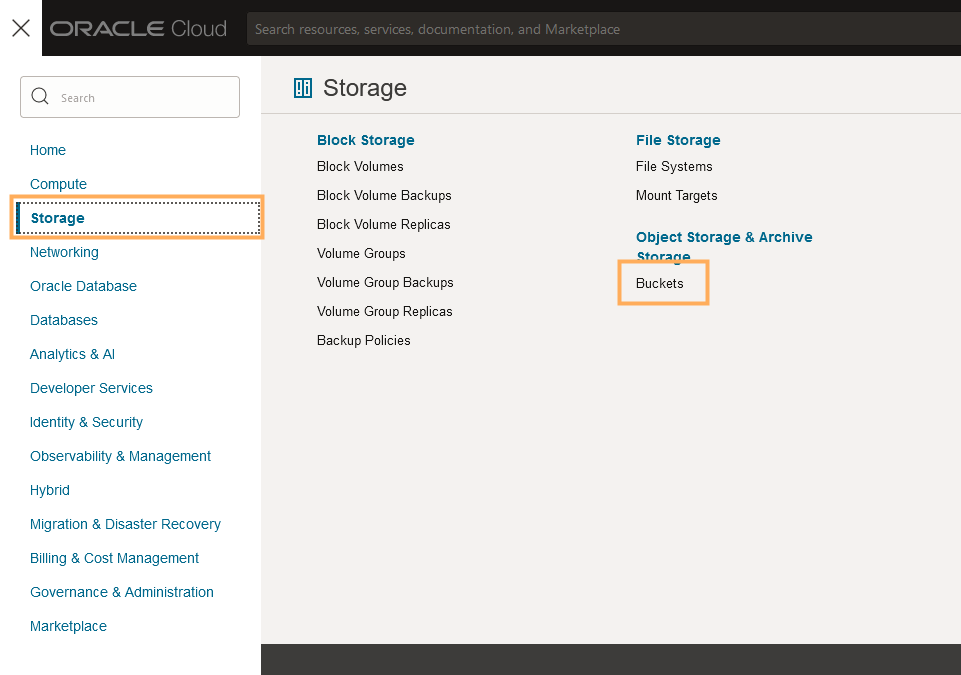 ORACLE Cloud
Search resources, services, documentation, and Marketplace
Search
Home
Compute
Storage
Networking
Oracle Database
Databases
Analytics & AI
Developer Services
Identity & Security
Observability & Management
Hybrid
Migration & Disaster Recovery
Billing & Cost Management
Governance & Administration
Marketplace
Storage
Block Storage
Block Volumes
Block Volume Backups
Block Volume Replicas
Volume Groups
Volume Group Backups
Volume Group Replicas
Backup Policies
File Storage
File Systems
Mount Targets
Object Storage & Archive
Storage
Buckets